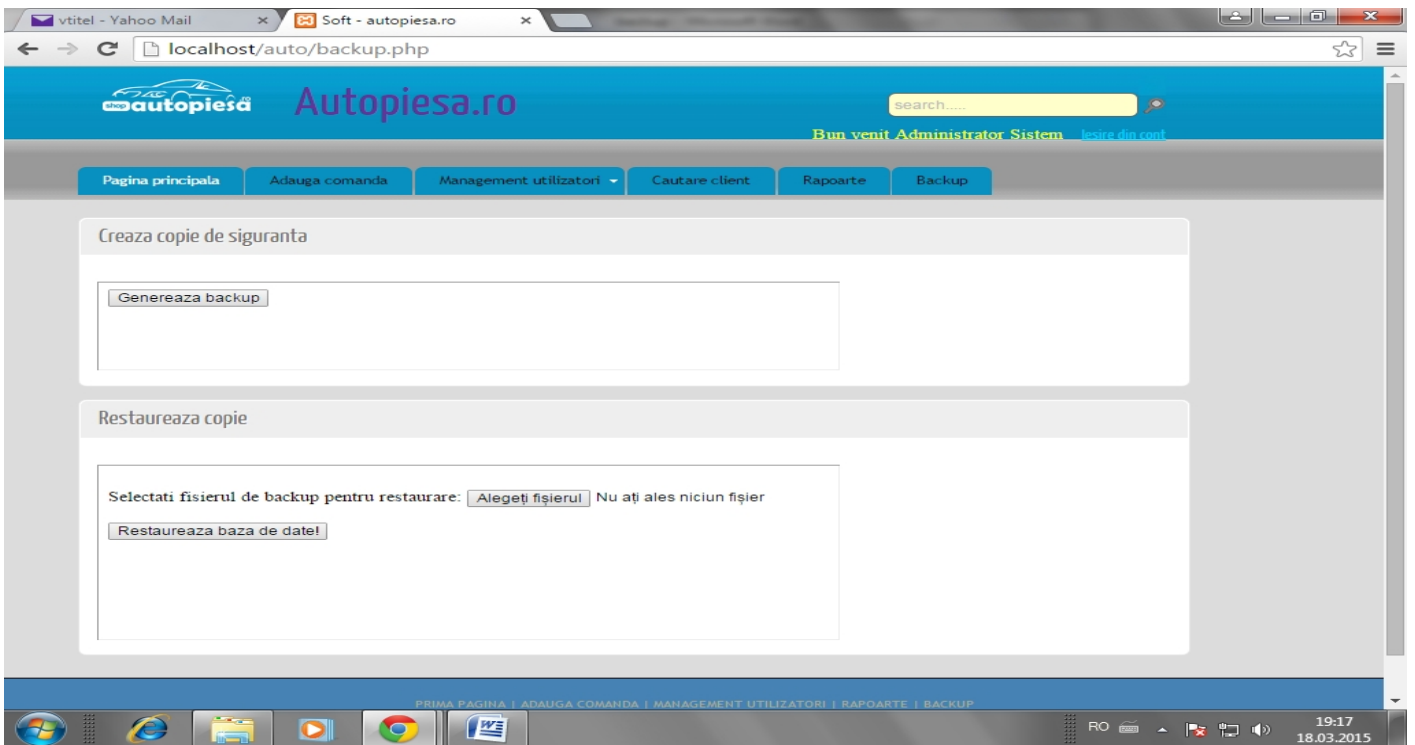 vtitel - Yahoo Mail
Soft - autopiesa.ro
localhost/auto/backup.php
shop autopiesa
Autopiesa.ro
search.....
Bun venit Administrator Sistem Iesire din cont
Pagina principala Adauga comanda Management utilizatori Cautare client Rapoarte Backup
Creaza copie de siguranta
Genereaza backup
Restaureaza copie
Selectati fisierul de backup pentru restaurare: Alegeți fișierul Nu ați ales niciun fișier
Restaureaza baza de date!
PRIMA PAGINA | ADAUGA COMANDA | MANAGEMENT UTILIZATORI | RAPOARTE | BACKUP
RO
19:17
18.03.2015